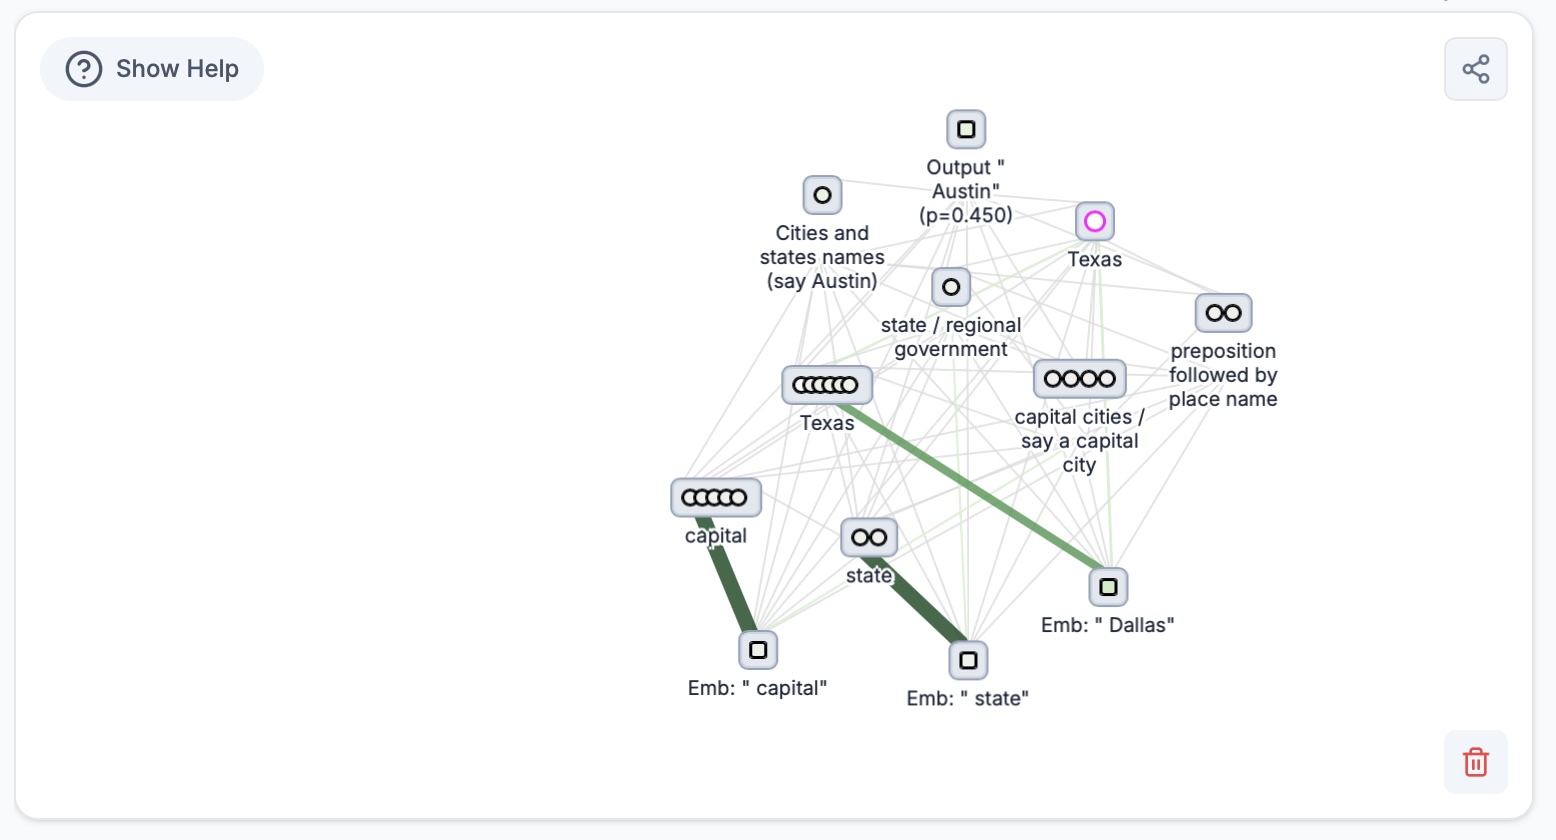 Show Help
Output "
Austin"
(p=0.450)
Cities and
states names
(say Austin)
Texas
state / regional
government
preposition
followed by
place name
Texas
capital cities /
say a capital
city
capital
state
Emb: " Dallas"
Emb: " capital"
Emb: " state"